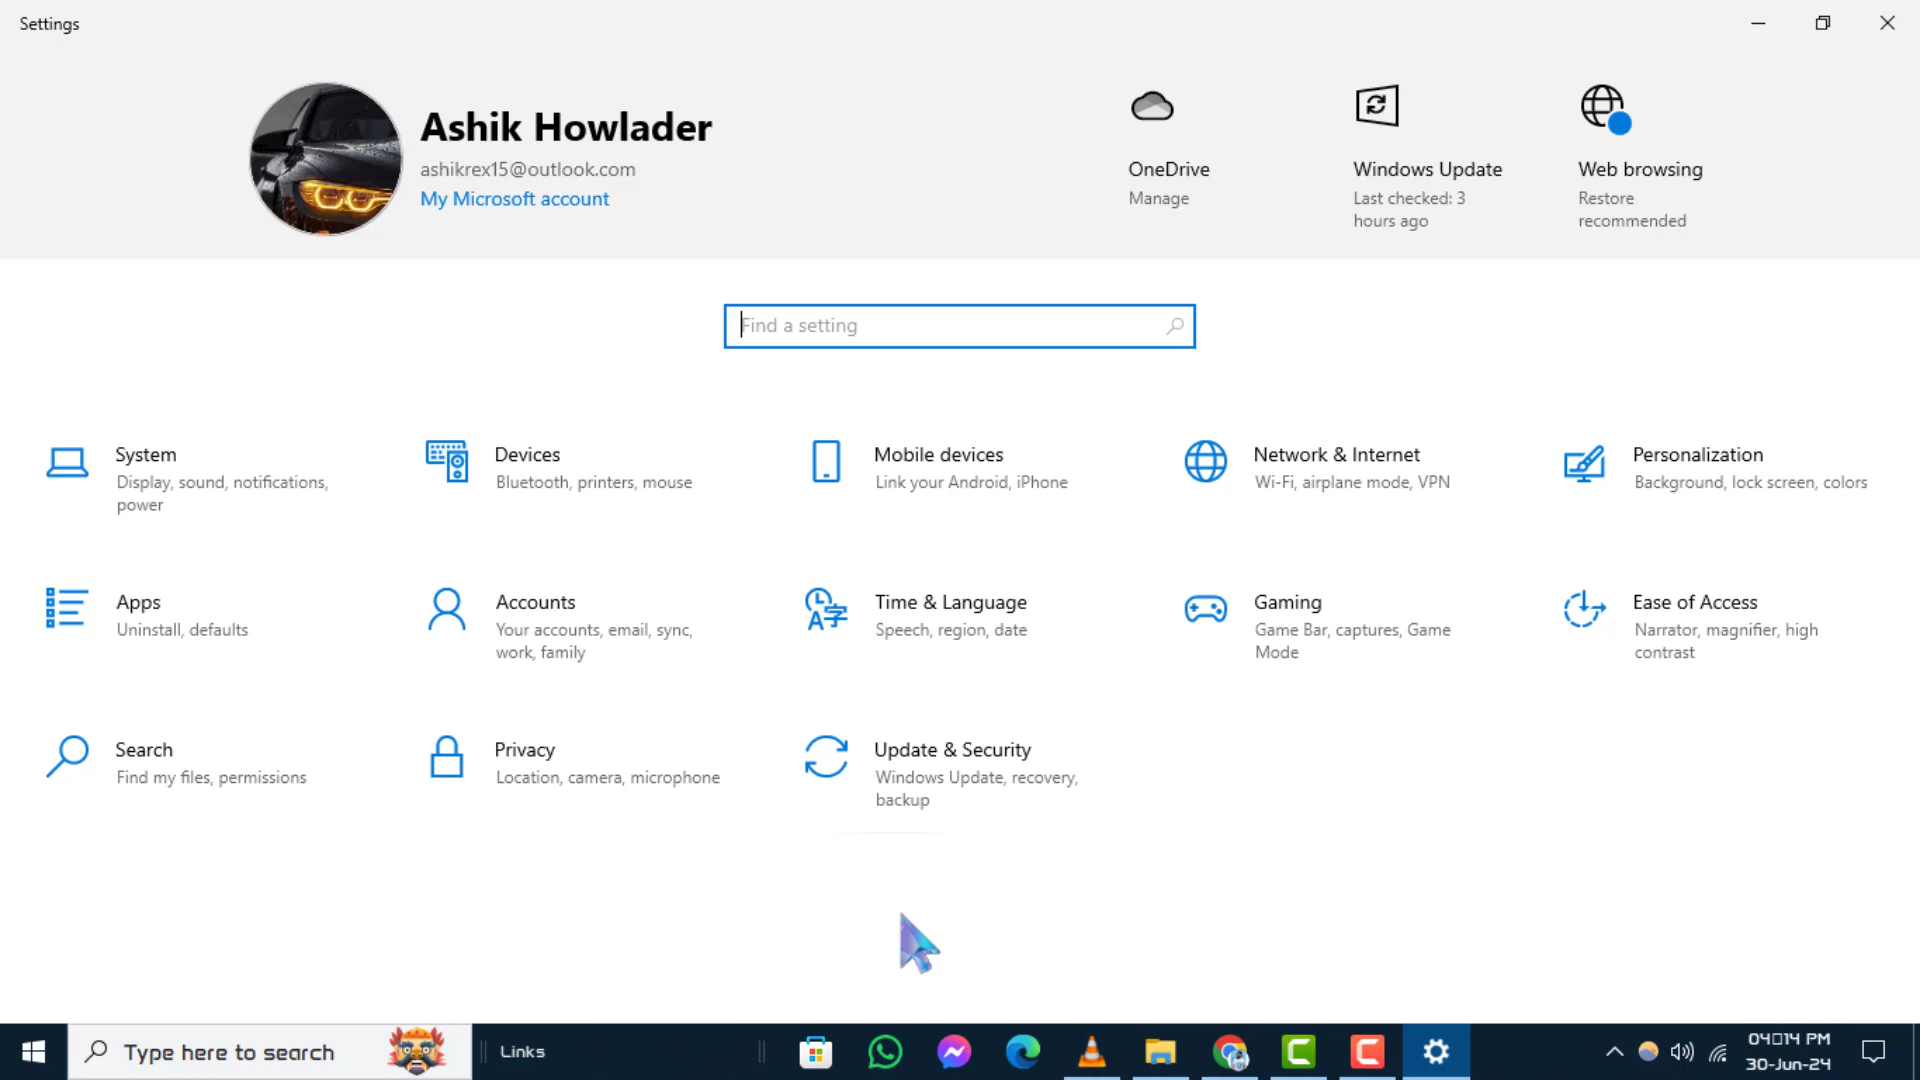 Settings
Ashik Howlader
ashikrex15@outlook.com
My Microsoft account
OneDrive
Manage
Windows Update
Last checked: 3
hours ago
Web browsing
Restore
recommended
Find a setting
System
Display, sound, notifications,
power
Devices
Bluetooth, printers, mouse
Mobile devices
Link your Android, iPhone
Network & Internet
Wi-Fi, airplane mode, VPN
Personalization
Background, lock screen, colors
Apps
Uninstall, defaults
Accounts
Your accounts, email, sync,
work, family
Time & Language
Speech, region, date
Gaming
Game Bar, captures, Game
Mode
Ease of Access
Narrator, magnifier, high
contrast
Search
Find my files, permissions
Privacy
Location, camera, microphone
Update & Security
Windows Update, recovery,
backup
Type here to search
Links
04▯14 PM
30-Jun-24